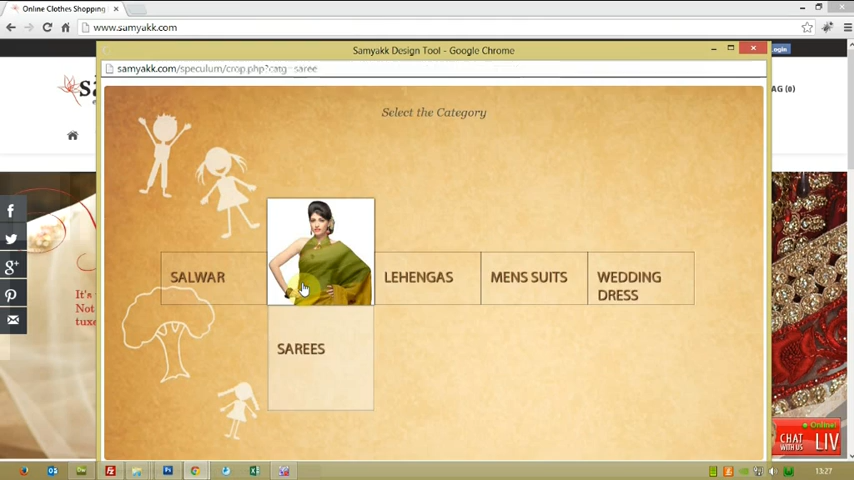 Online Clothes Shopping
www.samyakk.com
Samyakk Design Tool - Google Chrome
samyakk.com/speculum/crop.php?catg=saree
login
AG (0)
Select the Category
SALWAR
LEHENGAS
MENS SUITS
WEDDING
DRESS
SAREES
It's
Not
tuxe
Online!
CHAT
WITH US
LIV
13:27